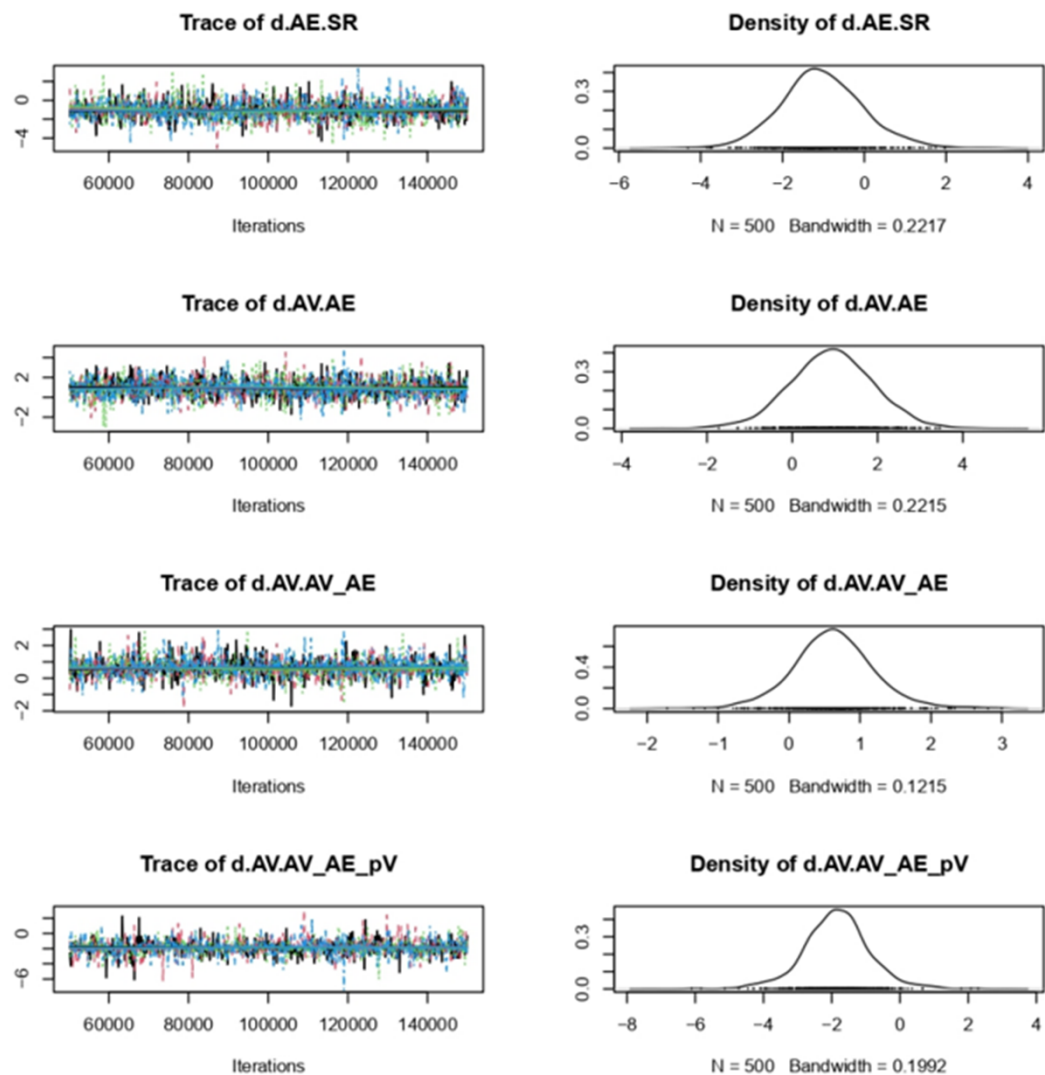 Trace of d.AE.SR
Density of d.AE.SR
0
−4
60000 80000 100000 120000 140000
Iterations
0.3
0.0
−6 −4 −2 0 2 4
N = 500 Bandwidth = 0.2217
Trace of d.AV.AE
Density of d.AV.AE
2
−2
60000 80000 100000 120000 140000
Iterations
0.3
0.0
−4 −2 0 2 4
N = 500 Bandwidth = 0.2215
Trace of d.AV.AV_AE
Density of d.AV.AV_AE
2
0
−2
60000 80000 100000 120000 140000
Iterations
0.4
0.0
−2 −1 0 1 2 3
N = 500 Bandwidth = 0.1215
Trace of d.AV.AV_AE_pV
Density of d.AV.AV_AE_pV
0
−6
60000 80000 100000 120000 140000
Iterations
0.3
0.0
−8 −6 −4 −2 0 2 4
N = 500 Bandwidth = 0.1992